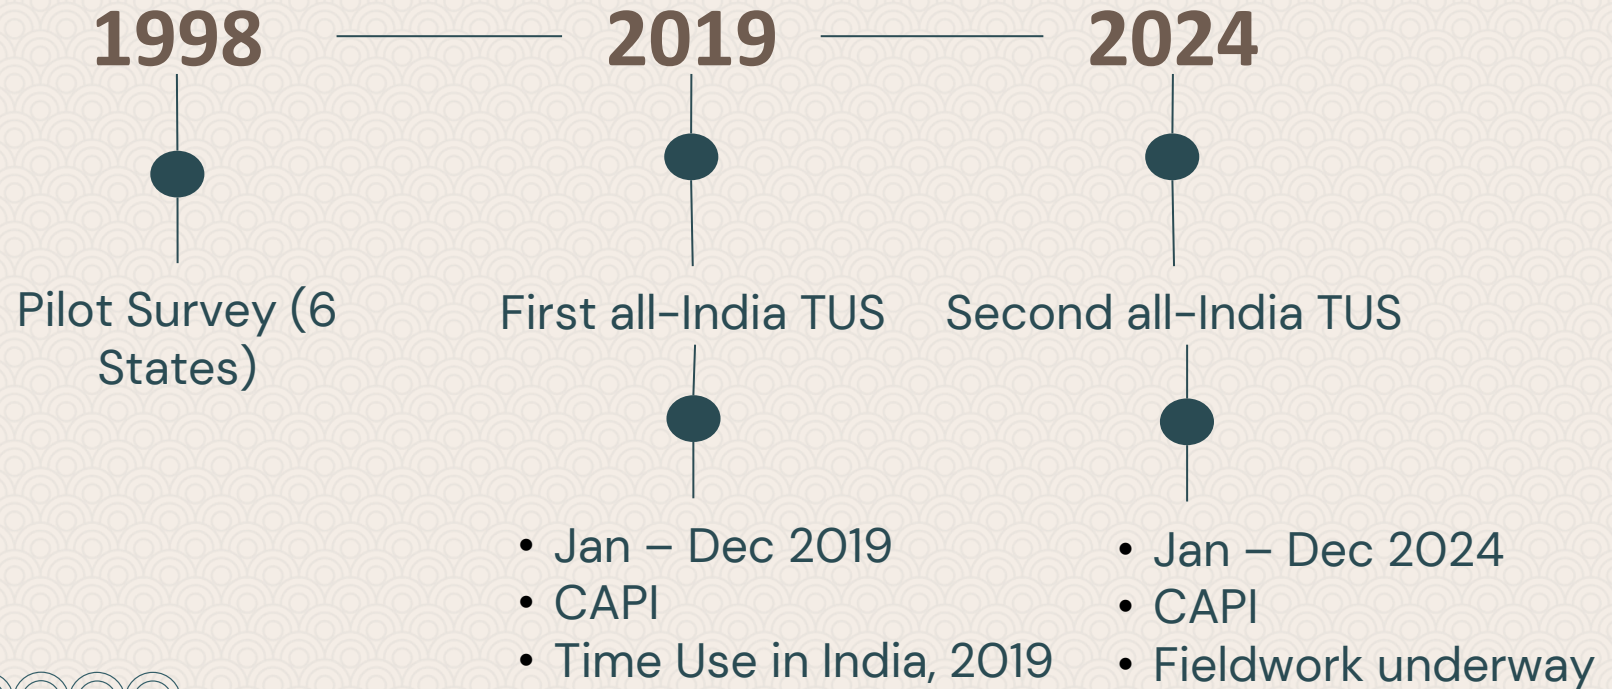 1998
2019
2024
Pilot Survey (6
States)
First all-India TUS
Second all-India TUS
• Jan – Dec 2019
• CAPI
• Time Use in India, 2019
• Jan – Dec 2024
• CAPI
• Fieldwork underway